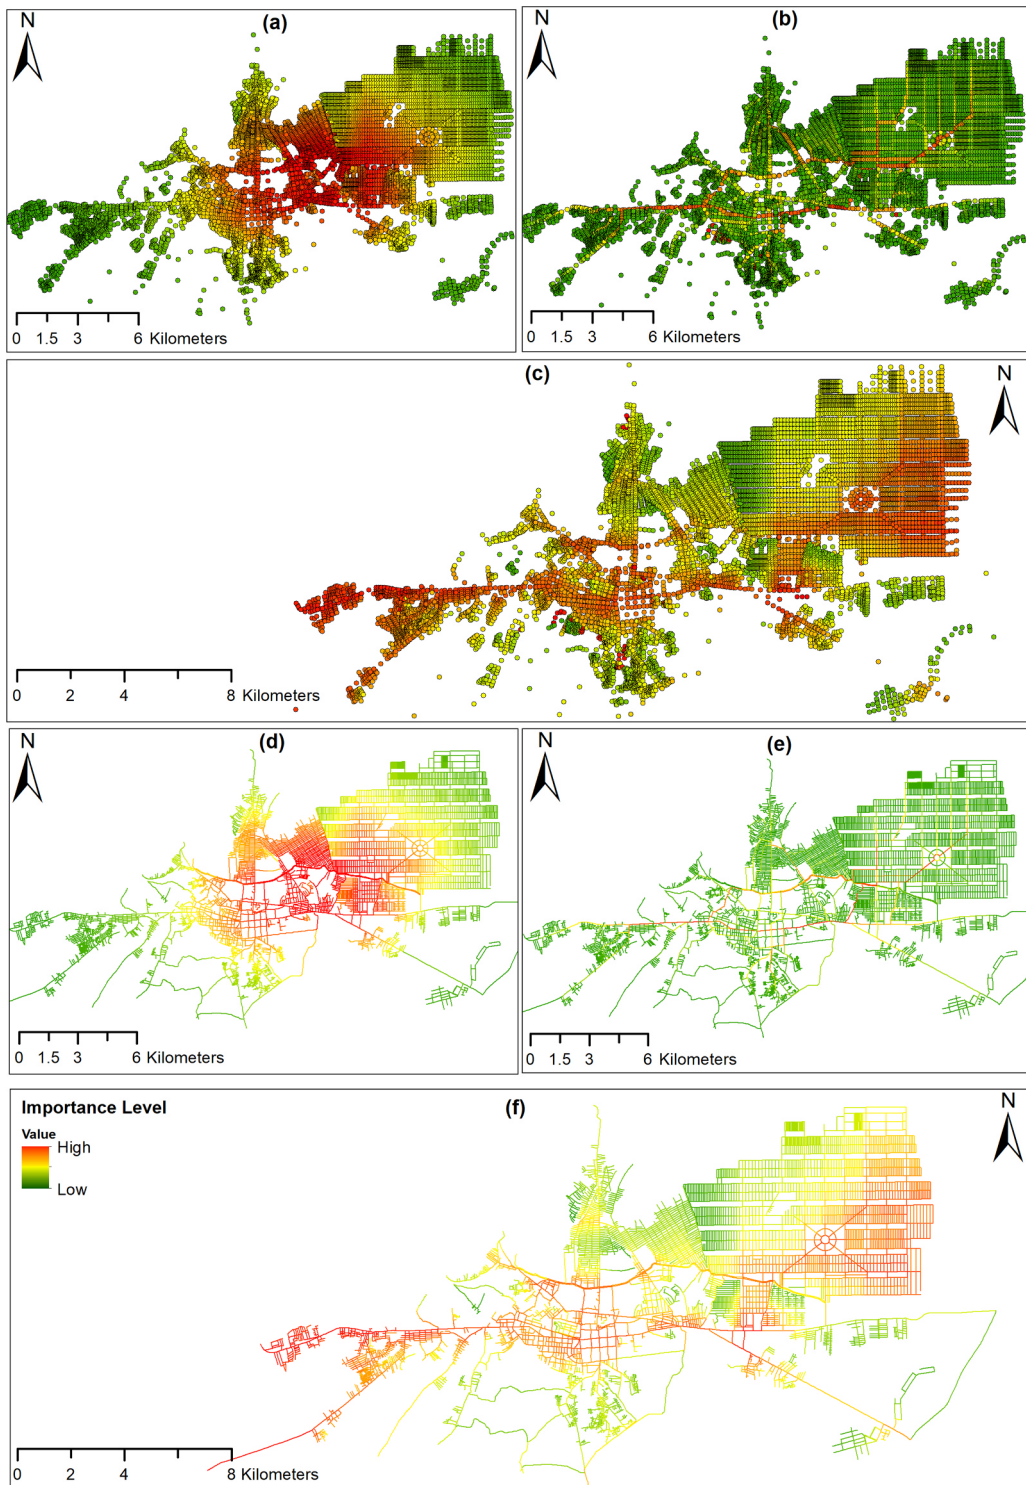 N
(a)
0 1.5 3 6 Kilometers
N
(b)
0 1.5 3 6 Kilometers
(c)
N
0 2 4 8 Kilometers
N
(d)
0 1.5 3 6 Kilometers
N
(e)
0 1.5 3 6 Kilometers
Importance Level
Value
High
Low
(f)
N
0 2 4 8 Kilometers